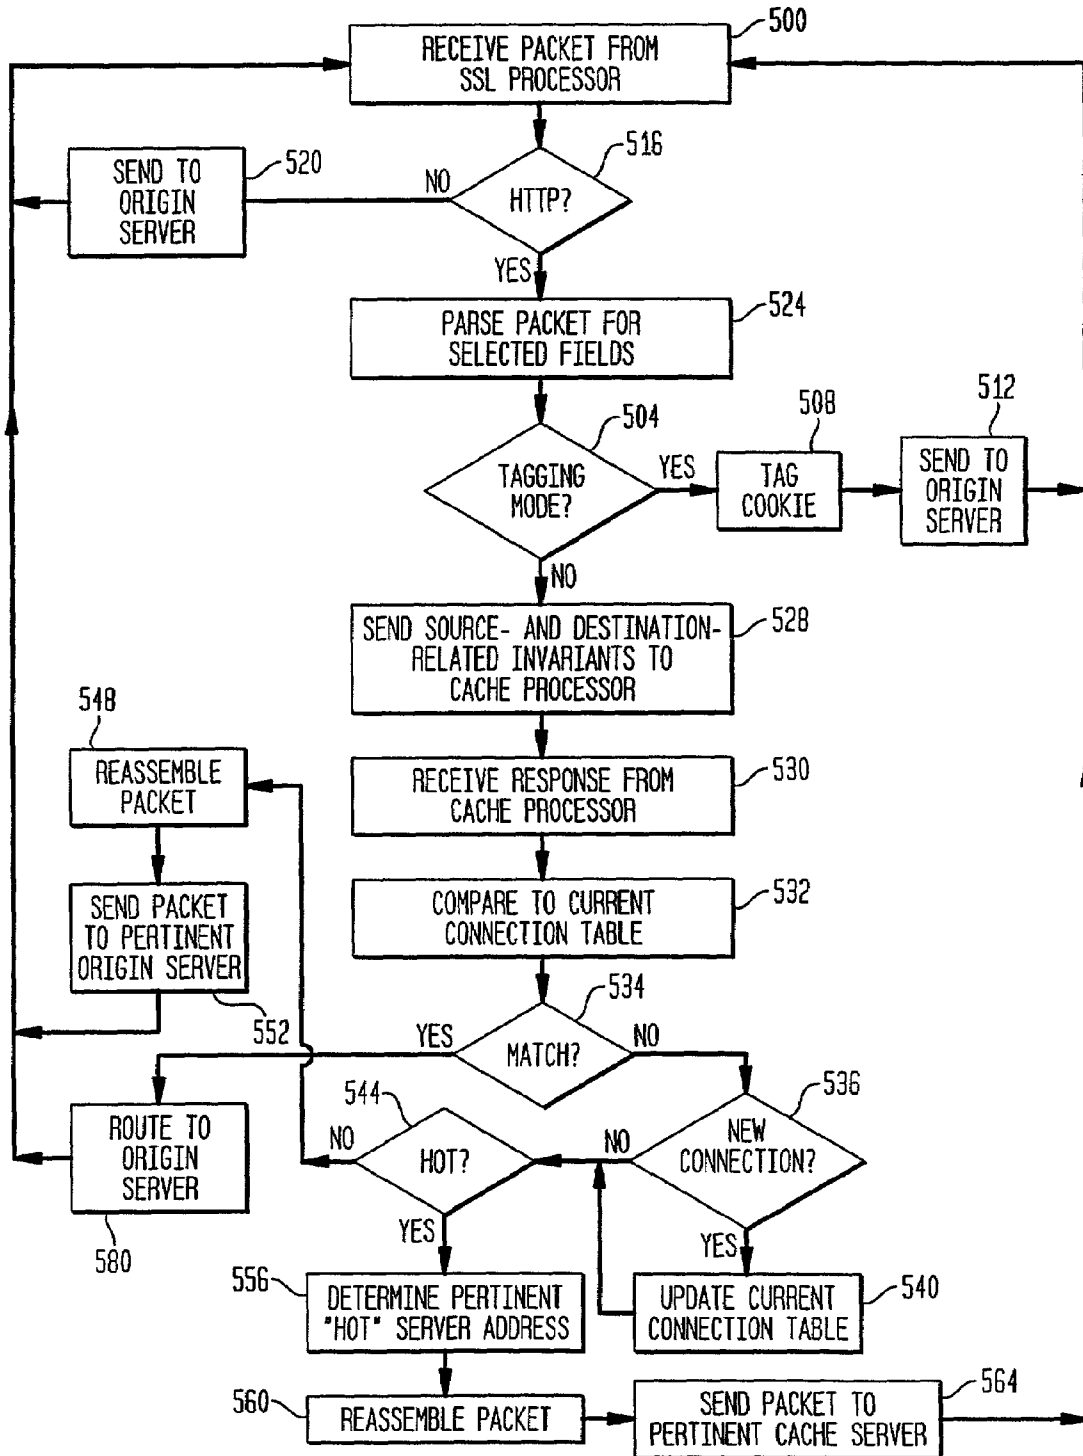 500
RECEIVE PACKET FROM
SSL PROCESSOR
516
HTTP?
NO
YES
520
SEND TO
ORIGIN
SERVER
524
PARSE PACKET FOR
SELECTED FIELDS
504
TAGGING
MODE?
YES
NO
508
TAG
COOKIE
512
SEND TO
ORIGIN
SERVER
528
SEND SOURCE- AND DESTINATION-
RELATED INVARIANTS TO
CACHE PROCESSOR
530
RECEIVE RESPONSE FROM
CACHE PROCESSOR
548
REASSEMBLE
PACKET
532
COMPARE TO CURRENT
CONNECTION TABLE
SEND PACKET
TO PERTINENT
ORIGIN SERVER
552
534
MATCH?
YES
NO
536
NEW
CONNECTION?
NO
YES
544
HOT?
NO
YES
ROUTE TO
ORIGIN
SERVER
580
556
DETERMINE PERTINENT
"HOT" SERVER ADDRESS
540
UPDATE CURRENT
CONNECTION TABLE
560
REASSEMBLE PACKET
564
SEND PACKET TO
PERTINENT CACHE SERVER